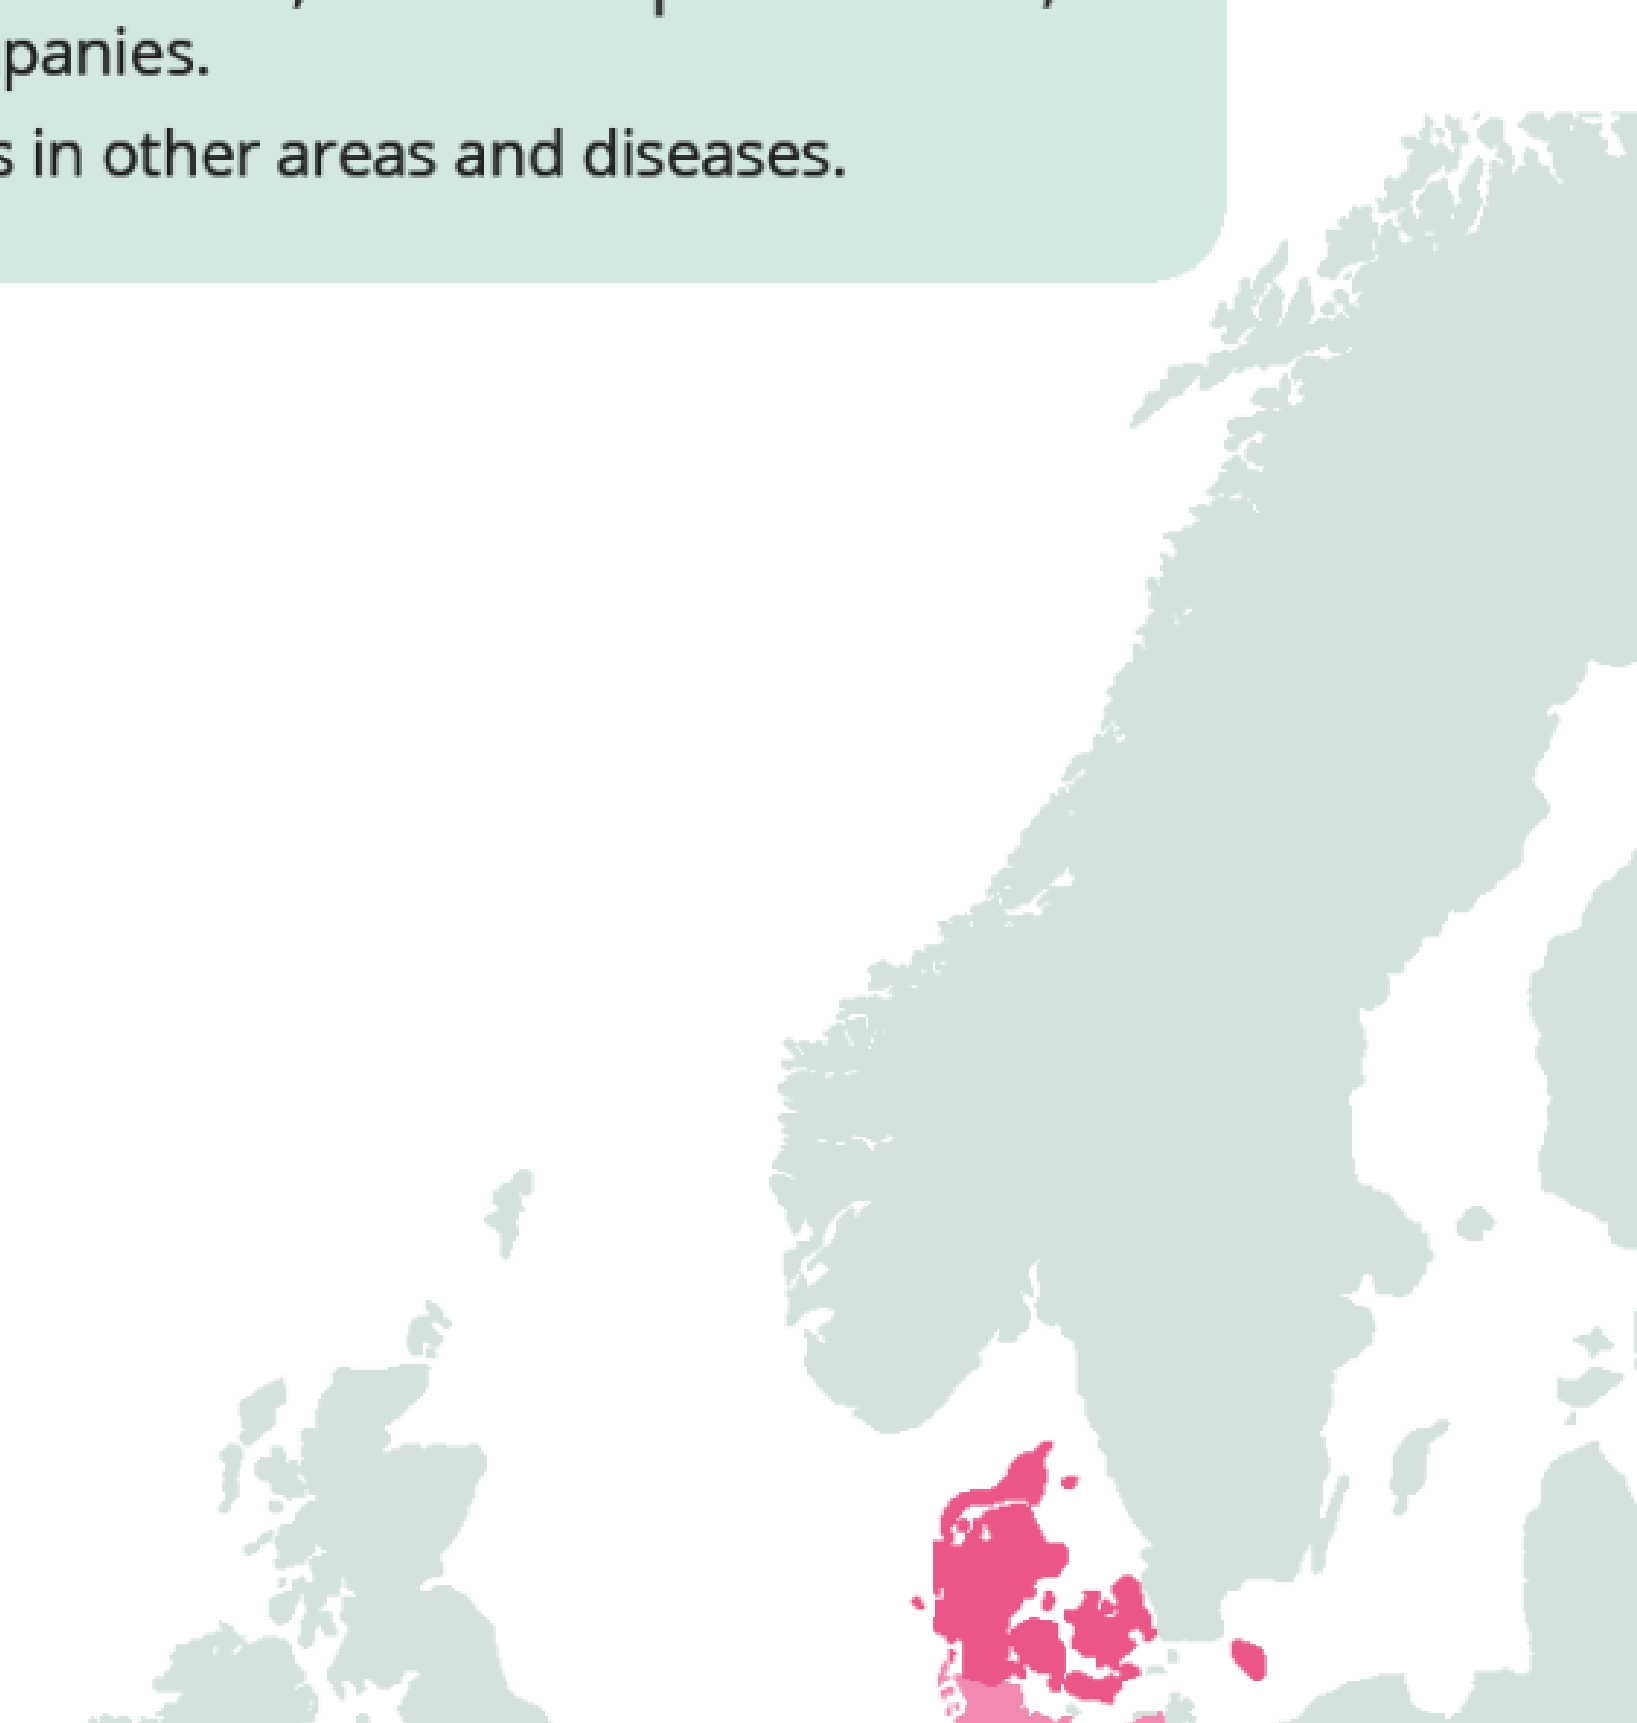 panies.
s in other areas and diseases.